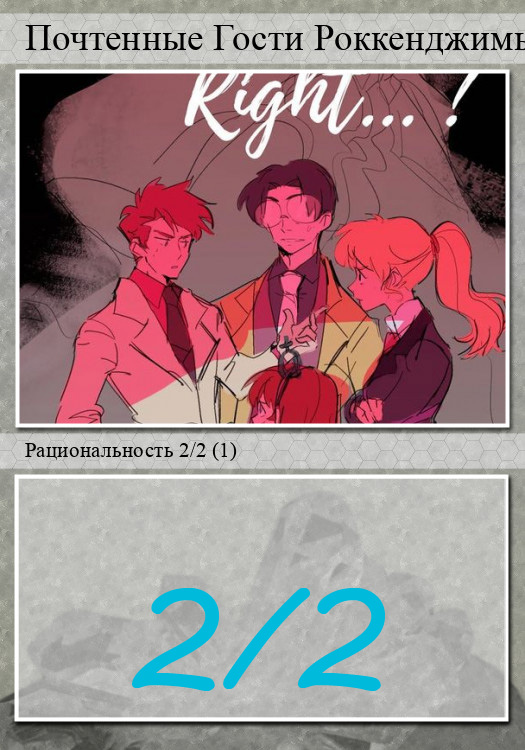 Почтенные Гости Роккенджимы
Right... !
Рациональность 2/2 (1)
2/2